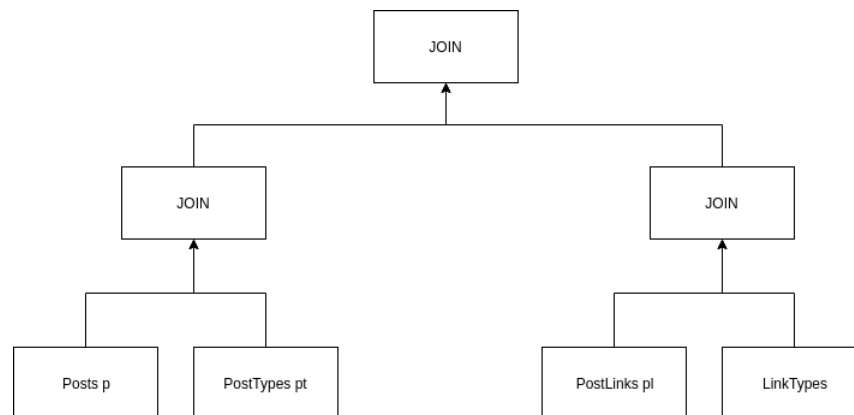 JOIN
JOIN
JOIN
Posts p
PostTypes pt
PostLinks pl
LinkTypes